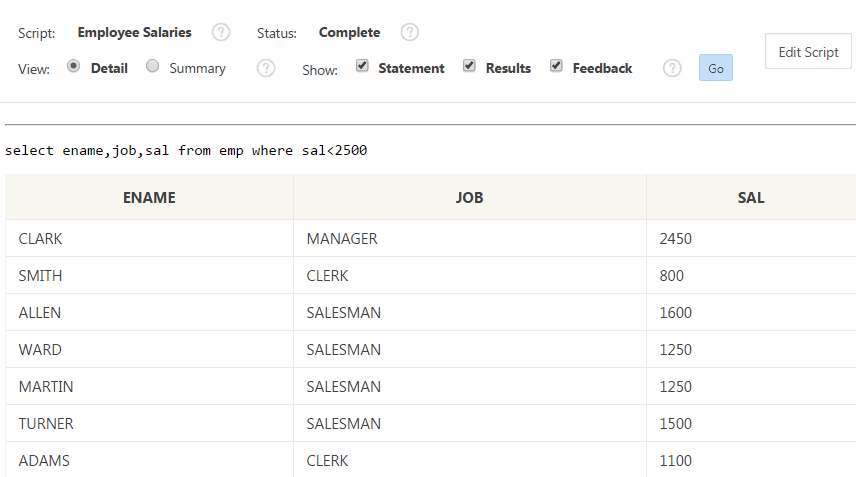 Script: Employee Salaries ? Status: Complete ?
View: Detail Summary ? Show: Statement Results Feedback ? Go Edit Script
select ename,job,sal from emp where sal<2500
ENAME JOB SAL
CLARK MANAGER 2450
SMITH CLERK 800
ALLEN SALESMAN 1600
WARD SALESMAN 1250
MARTIN SALESMAN 1250
TURNER SALESMAN 1500
ADAMS CLERK 1100